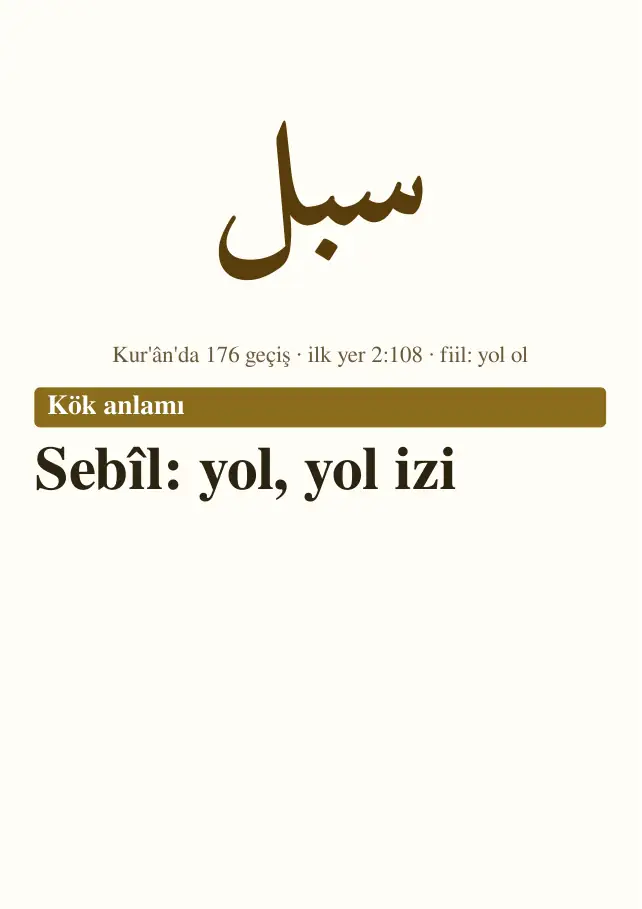 سبل
Kur'ân'da 176 geçiş · ilk yer 2:108 · fiil: yol ol
Kök anlamı
Sebîl: yol, yol izi